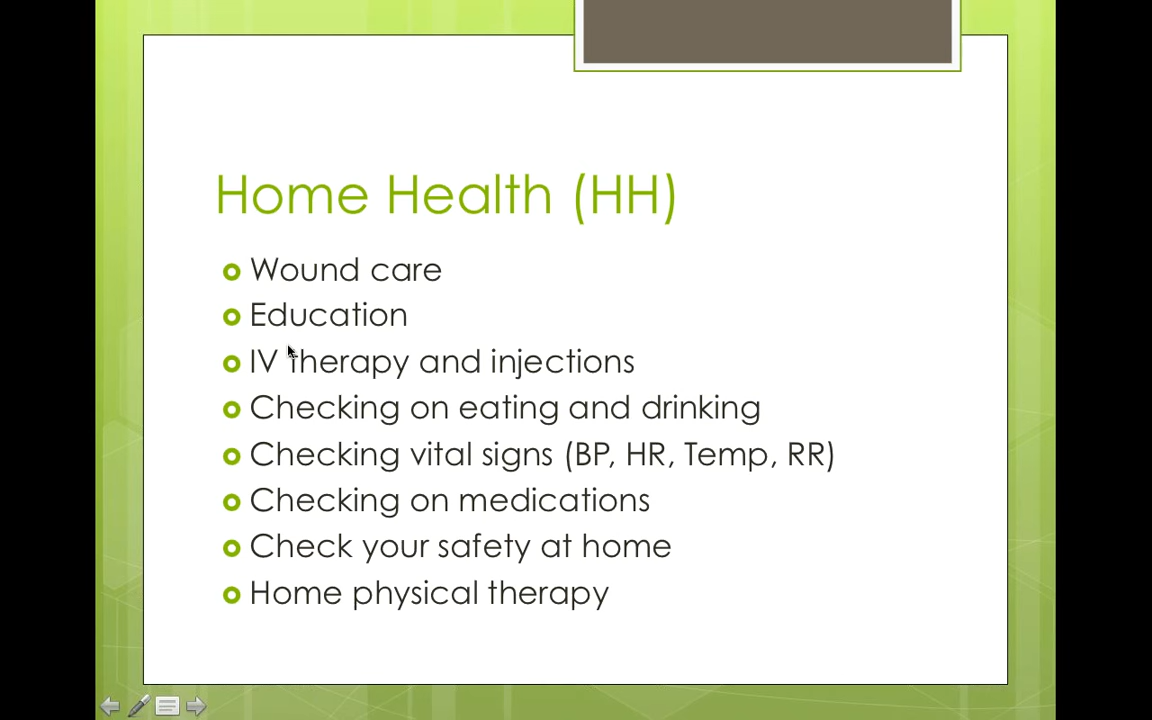 Home Health (HH)
Wound care
Education
IV therapy and injections
Checking on eating and drinking
Checking vital signs (BP, HR, Temp, RR)
Checking on medications
Check your safety at home
Home physical therapy